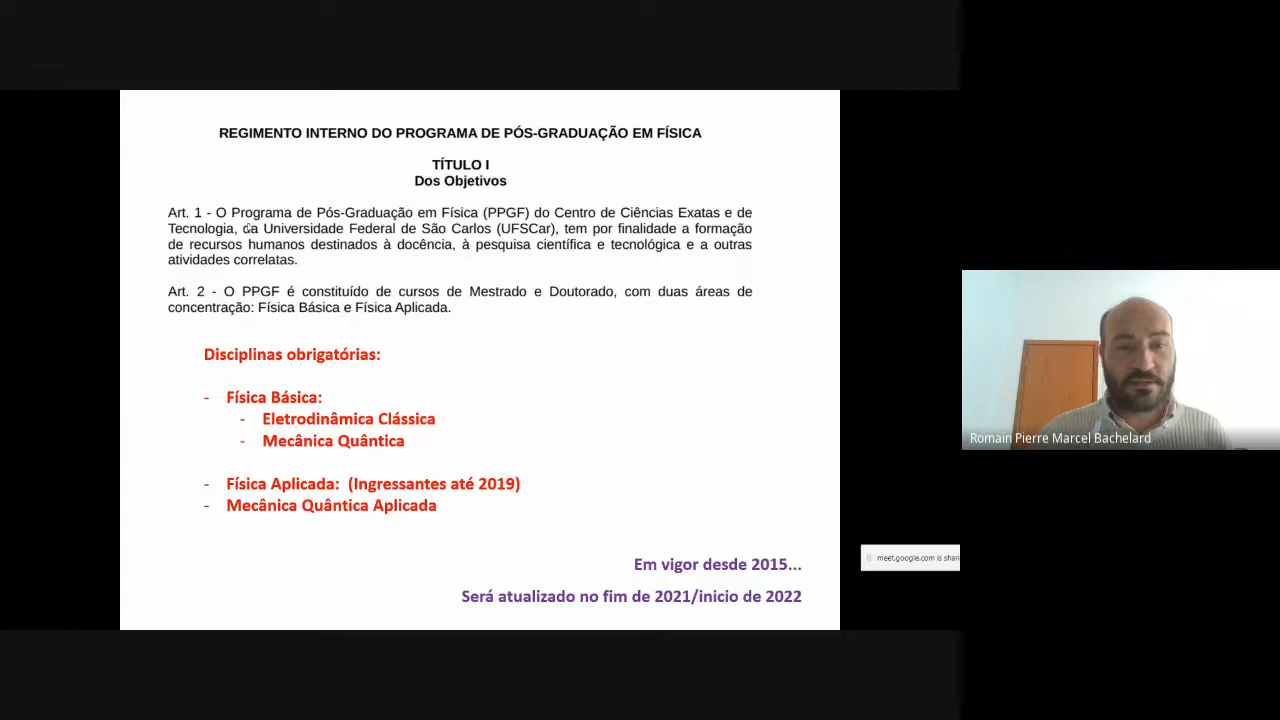 REGIMENTO INTERNO DO PROGRAMA DE PÓS-GRADUAÇÃO EM FÍSICA
TÍTULO I
Dos Objetivos
Art. 1 - O Programa de Pós-Graduação em Física (PPGF) do Centro de Ciências Exatas e de
Tecnologia, da Universidade Federal de São Carlos (UFSCar), tem por finalidade a formação
de recursos humanos destinados à docência, à pesquisa científica e tecnológica e a outras
atividades correlatas.
Art. 2 - O PPGF é constituído de cursos de Mestrado e Doutorado, com duas áreas de
concentração: Física Básica e Física Aplicada.
Disciplinas obrigatórias:
- Física Básica:
- Eletrodinâmica Clássica
- Mecânica Quântica
- Física Aplicada: (Ingressantes até 2019)
- Mecânica Quântica Aplicada
Em vigor desde 2015...
Será atualizado no fim de 2021/inicio de 2022
Romain Pierre Marcel Bachelard
meet.google.com is shari